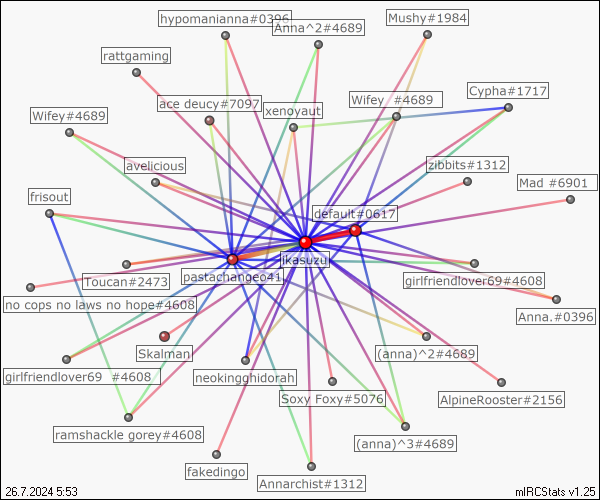 hypomanianna#0396
Anna^2#4689
Mushy#1984
rattgaming
ace deucy#7097
xenoyaut
Wifey #4689
Cypha#1717
Wifey#4689
avelicious
zibbits#1312
Mad #6901
frisout
default#0617
jkasuzu
Toucan#2473
pastachangeo41
girlfriendlover69#4608
no cops no laws no hope#4608
Anna.#0396
Skalman
(anna)^2#4689
girlfriendlover69 #4608
neokingghidorah
Soxy Foxy#5076
AlpineRooster#2156
ramshackle gorey#4608
(anna)^3#4689
fakedingo
Annarchist#1312
26.7.2024 5:53
mIRCStats v1.25